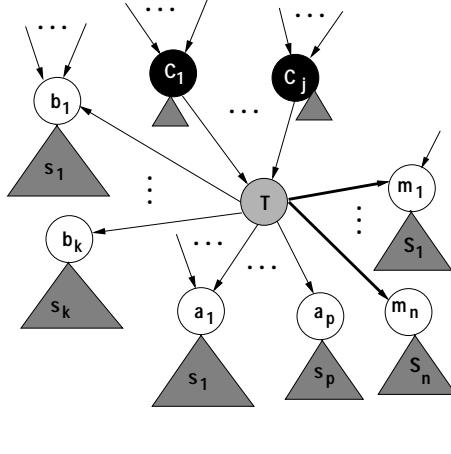 ... ...
...
C1 Cj
b1
...
s1
T m1
...
...
bk S1
... ...
sk
a1 ap mn
s1 sp Sn